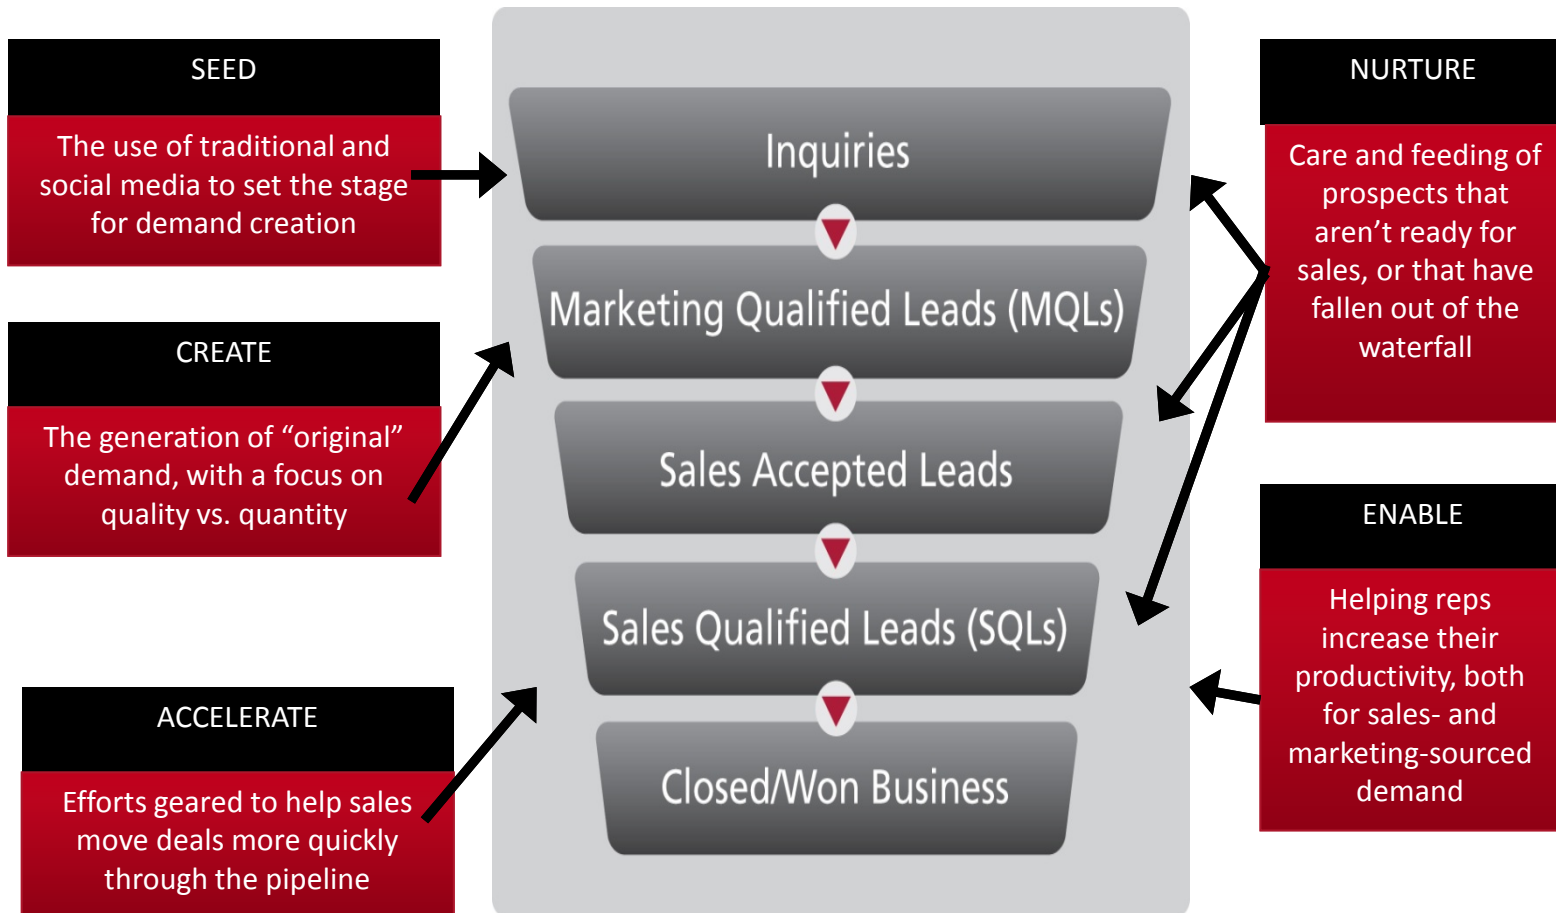 SEED
The use of traditional and
social media to set the stage
for demand creation
CREATE
The generation of “original”
demand, with a focus on
quality vs. quantity
ACCELERATE
Efforts geared to help sales
move deals more quickly
through the pipeline
Inquiries
Marketing Qualified Leads (MQLs)
Sales Accepted Leads
Sales Qualified Leads (SQLs)
Closed/Won Business
NURTURE
Care and feeding of
prospects that
aren’t ready for
sales, or that have
fallen out of the
waterfall
ENABLE
Helping reps
increase their
productivity, both
for sales- and
marketing-sourced
demand